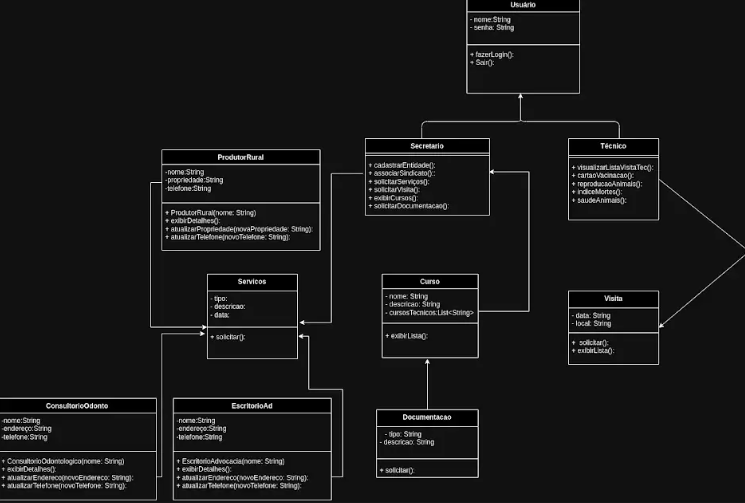 Usuário
- nome:String
- senha: String
+ fazerLogin():
+ Sair():
Secretario
+ cadastrarEntidade():
+ associarSindicato()::
+ solicitarServiços():
+ solicitarVisita():
+ exibirCursos():
+ solicitarDocumentacao():
Técnico
+ visualizarListaVisitaTec():
+ cartaoVacinacao():
+ reproducaoAnimais():
+ indiceMortes():
+ saudeAnimais():
ProdutorRural
-nome:String
-propriedade:String
-telefone:String
+ ProdutorRural(nome: String)
+ exibirDetalhes():
+ atualizarPropriedade(novaPropriedade: String):
+ atualizarTelefone(novoTelefone: String):
Servicos
- tipo:
- descricao:
- data:
+ solicitar():
Curso
- nome: String
- descricao: String
- cursosTecnicos:List<String>
+ exibirLista():
Visita
- data: String
- local: String
+ solicitar():
+ exibirLista():
ConsultorioOdonto
-nome:String
-endereço:String
-telefone:String
+ ConsultorioOdontologico(nome: String)
+ exibirDetalhes():
+ atualizarEndereco(novoEndereco: String):
+ atualizarTelefone(novoTelefone: String):
EscritorioAd
-nome:String
-endereço:String
-telefone:String
+ EscritorioAdvocacia(nome: String)
+ exibirDetalhes():
+ atualizarEndereco(novoEndereco: String):
+ atualizarTelefone(novoTelefone: String):
Documentacao
- tipo: String
- descricao: String
+ solicitar():